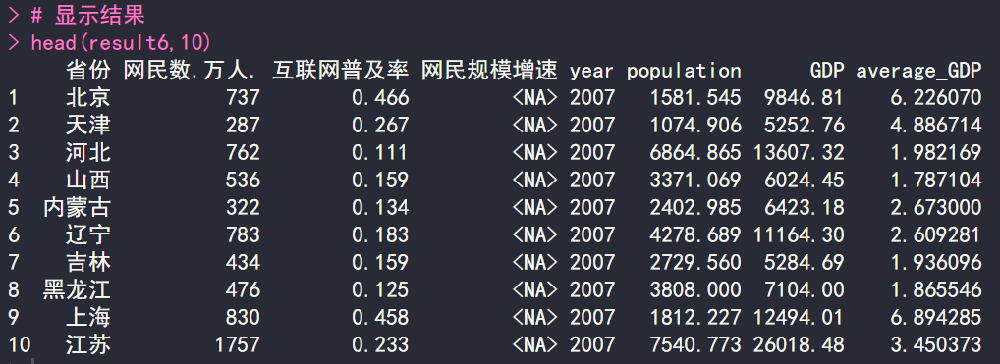 > # 显示结果
> head(result6,10)
省份 网民数.万人. 互联网普及率 网民规模增速 year population GDP average_GDP
1 北京 737 0.466 <NA> 2007 1581.545 9846.81 6.226070
2 天津 287 0.267 <NA> 2007 1074.906 5252.76 4.886714
3 河北 762 0.111 <NA> 2007 6864.865 13607.32 1.982169
4 山西 536 0.159 <NA> 2007 3371.069 6024.45 1.787104
5 内蒙古 322 0.134 <NA> 2007 2402.985 6423.18 2.673000
6 辽宁 783 0.183 <NA> 2007 4278.689 11164.30 2.609281
7 吉林 434 0.159 <NA> 2007 2729.560 5284.69 1.936096
8 黑龙江 476 0.125 <NA> 2007 3808.000 7104.00 1.865546
9 上海 830 0.458 <NA> 2007 1812.227 12494.01 6.894285
10 江苏 1757 0.233 <NA> 2007 7540.773 26018.48 3.450373